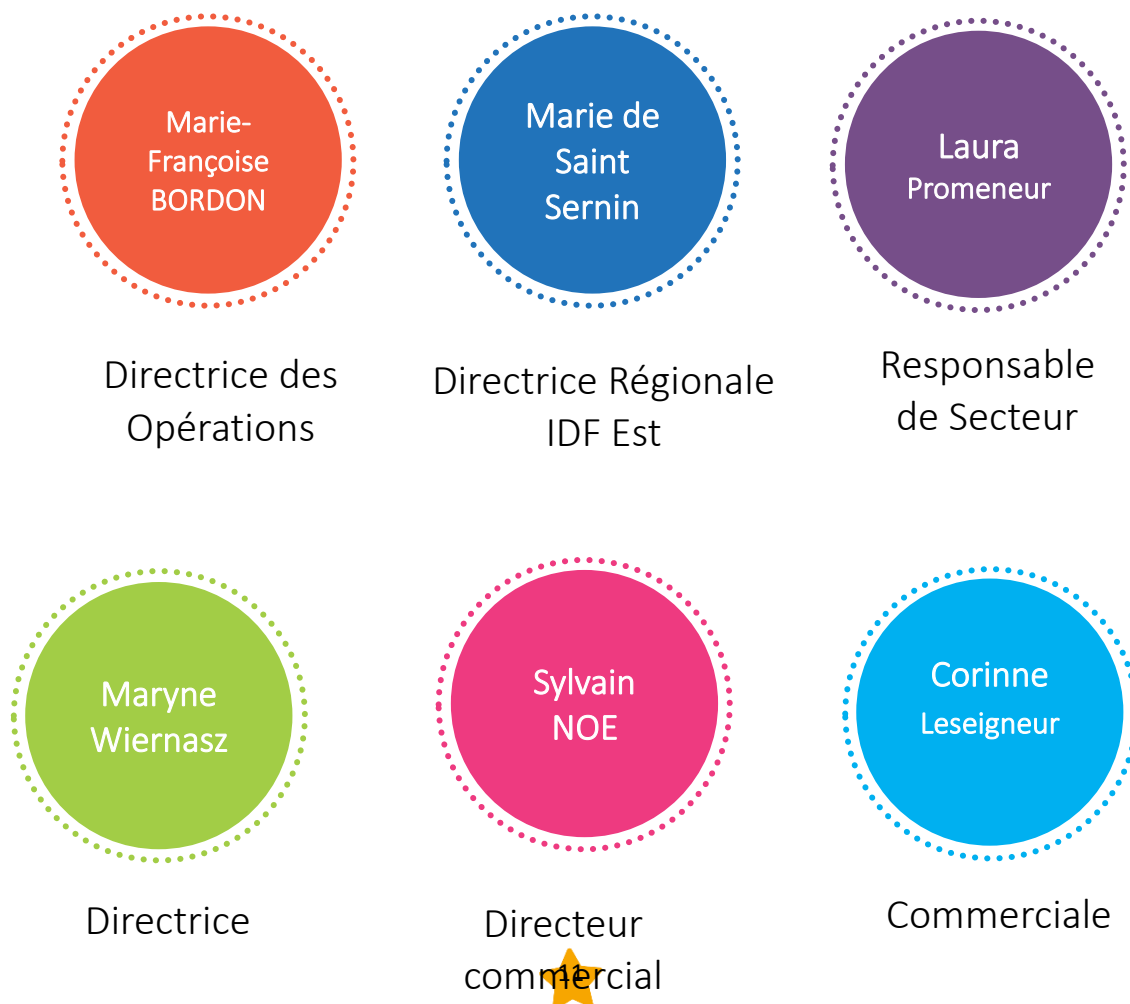 Marie-
Françoise
BORDON
Directrice des
Opérations
Marie de
Saint
Sernin
Directrice Régionale
IDF Est
Laura
Promeneur
Responsable
de Secteur
Maryne
Wiernasz
Directrice
Sylvain
NOE
Directeur
commercial
11
Corinne
Leseigneur
Commerciale